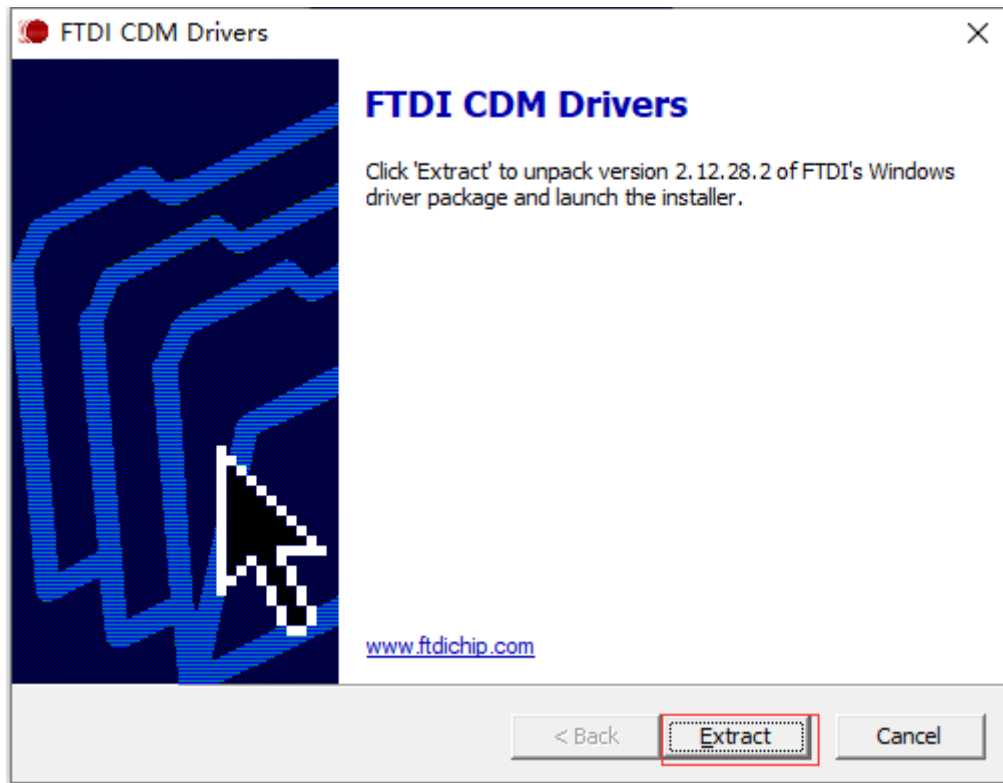 FTDI CDM Drivers
FTDI CDM Drivers
Click 'Extract' to unpack version 2.12.28.2 of FTDI's Windows
driver package and launch the installer.
www.ftdichip.com
< Back
Extract
Cancel